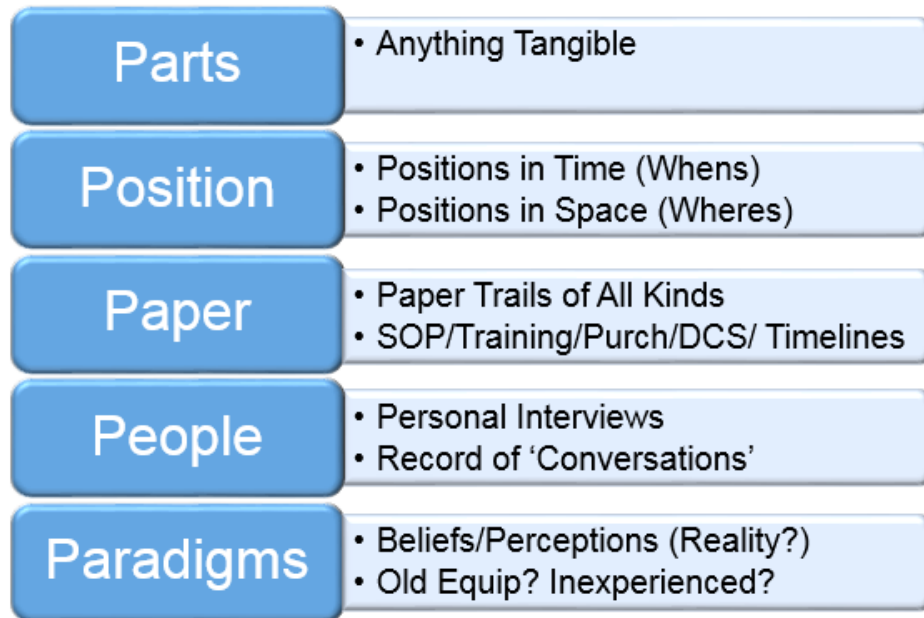 Parts
• Anything Tangible
Position
• Positions in Time (Whens)
• Positions in Space (Wheres)
Paper
• Paper Trails of All Kinds
• SOP/Training/Purch/DCS/ Timelines
People
• Personal Interviews
• Record of ‘Conversations’
Paradigms
• Beliefs/Perceptions (Reality?)
• Old Equip? Inexperienced?